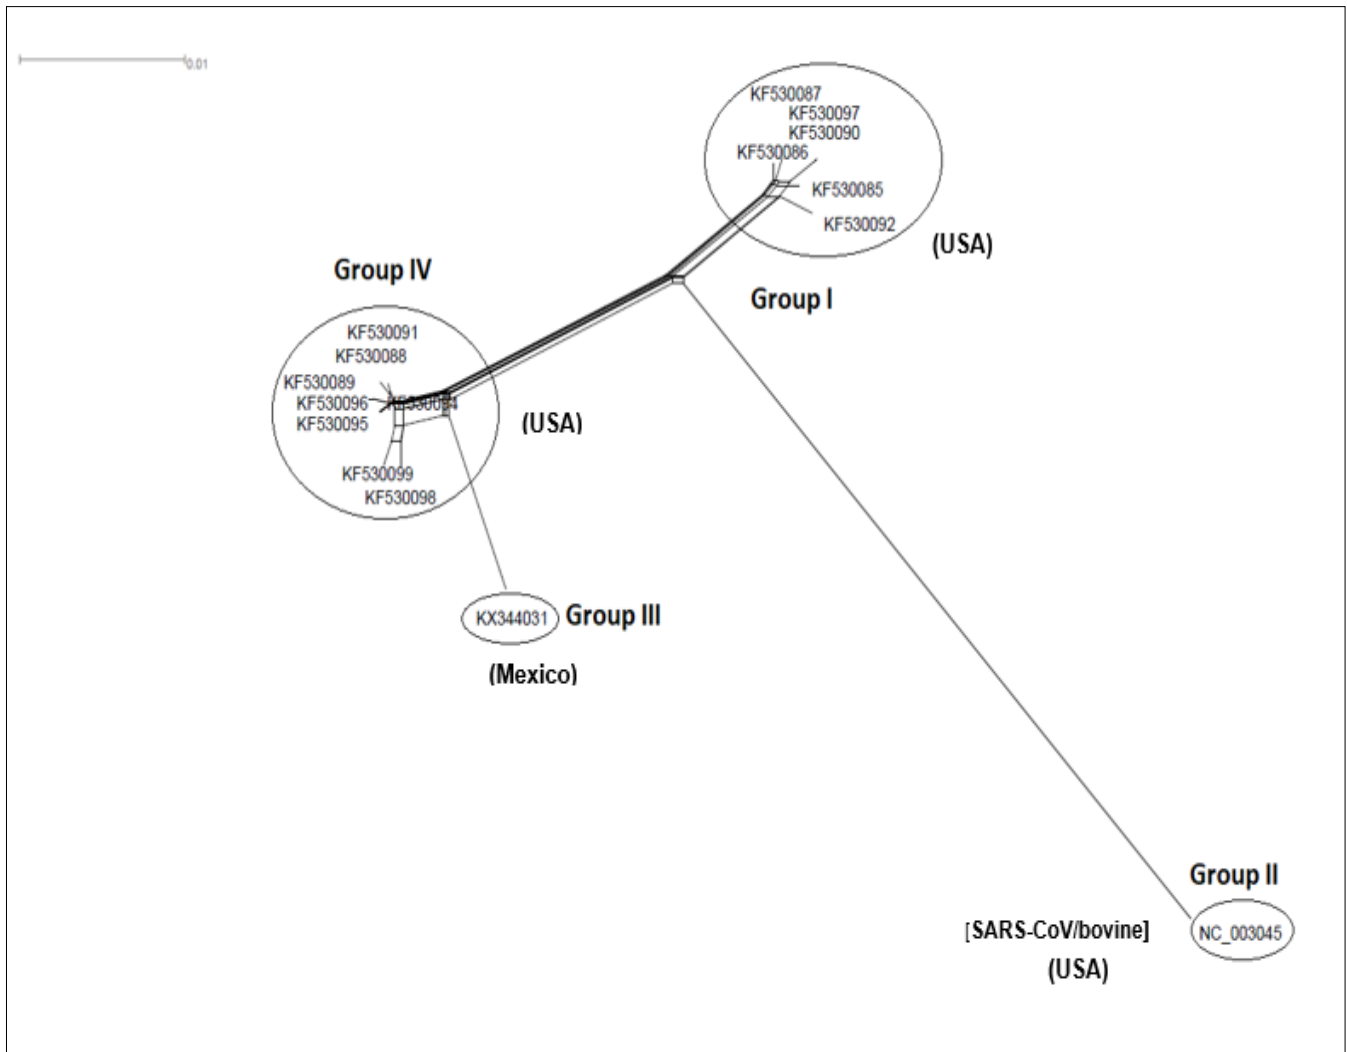 0.01
KF530087
KF530097
KF530090
KF530086
KF530085
KF530092
(USA)
Group I
Group IV
KF530091
KF530088
KF530089
KF530096
KF530094
KF530095
(USA)
KF530099
KF530098
KX344031
Group III
(Mexico)
Group II
[SARS-CoV/bovine]
NC_003045
(USA)